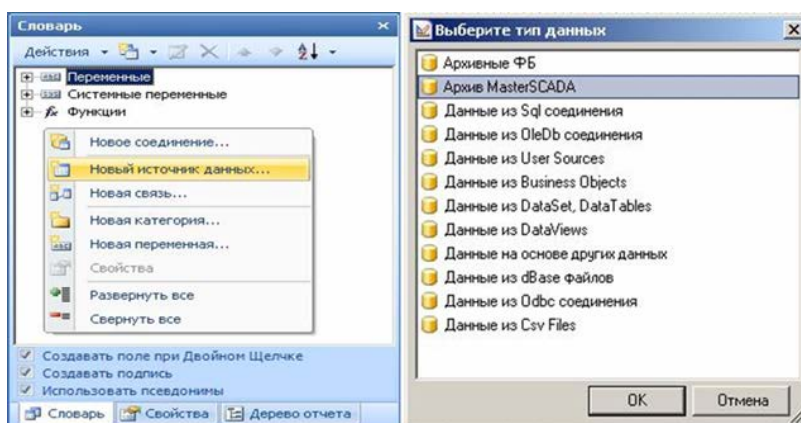 Словарь
Действия
Переменные
Системные переменные
Функции
Новое соединение...
Новый источник данных...
Новая связь...
Новая категория...
Новая переменная...
Свойства
Развернуть все
Свернуть все
Создавать поле при Двойном Щелчке
Создавать подпись
Использовать псевдонимы
Словарь Свойства Дерево отчета
Выберите тип данных
Архивные ФБ
Архив MasterSCADA
Данные из Sql соединения
Данные из OleDb соединения
Данные из User Sources
Данные из Business Objects
Данные из DataSet, DataTables
Данные из DataViews
Данные на основе других данных
Данные из dBase файлов
Данные из Odbc соединения
Данные из Csv Files
OK Отмена